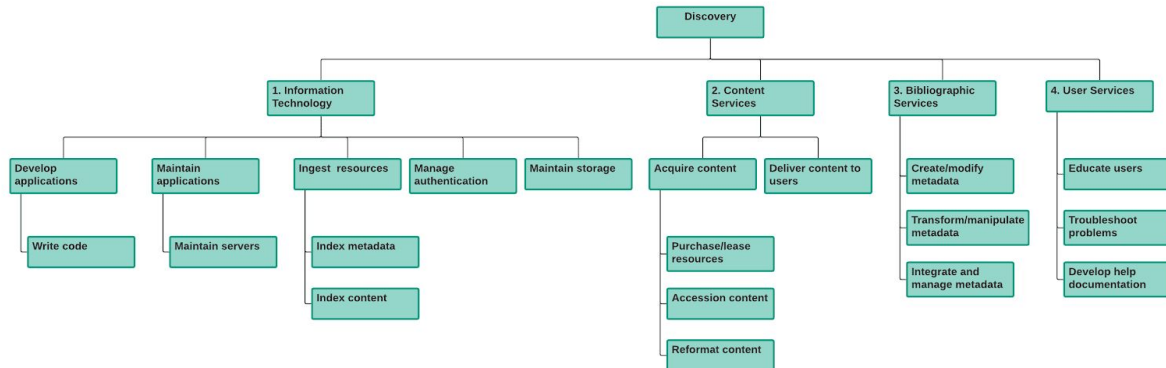 Discovery
1. Information
Technology
2. Content
Services
3. Bibliographic
Services
4. User Services
Develop
applications
Maintain
applications
Ingest resources
Manage
authentication
Maintain storage
Acquire content
Deliver content to
users
Create/modify
metadata
Educate users
Write code
Maintain servers
Index metadata
Purchase/lease
resources
Transform/manipulate
metadata
Troubleshoot
problems
Index content
Accession content
Integrate and
manage metadata
Develop help
documentation
Reformat content